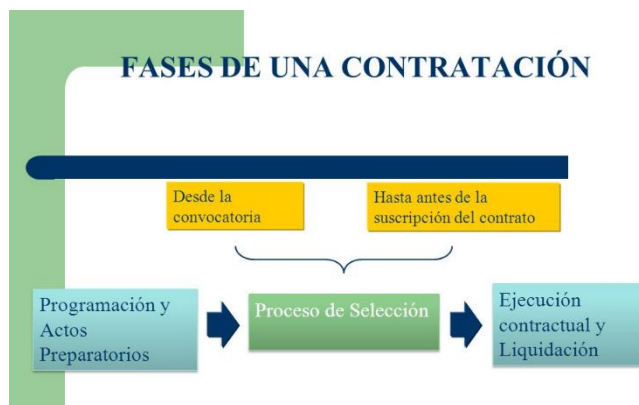 FASES DE UNA CONTRATACIÓN
Desde la
convocatoria
Hasta antes de la
suscripción del contrato
Programación y
Actos
Preparatorios
Proceso de Selección
Ejecución
contractual y
Liquidación